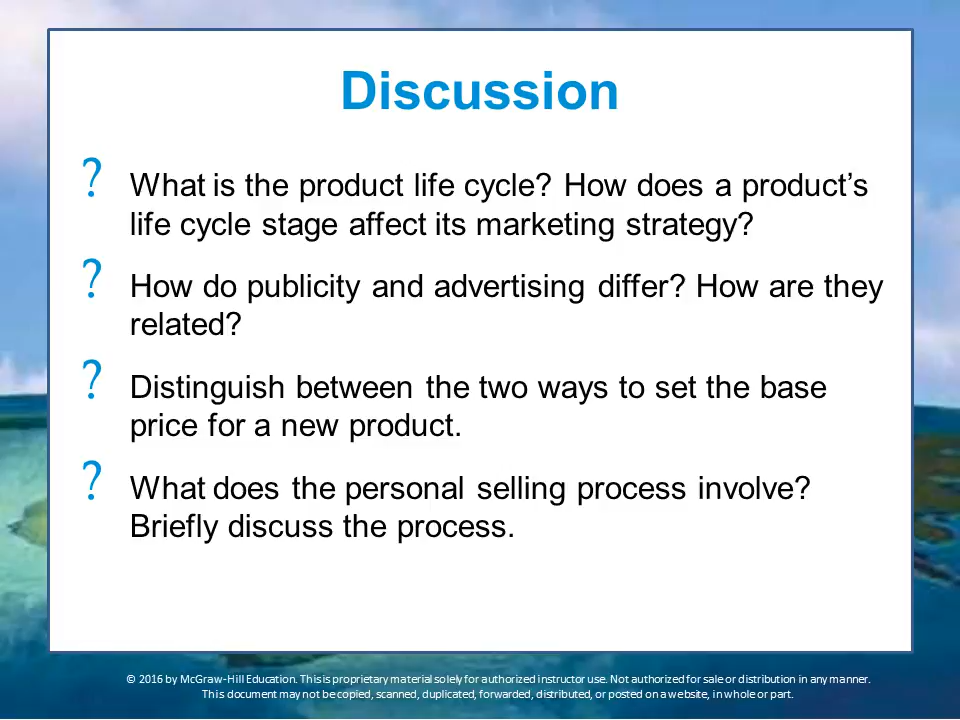 Discussion
? What is the product life cycle? How does a product’s
life cycle stage affect its marketing strategy?
? How do publicity and advertising differ? How are they
related?
? Distinguish between the two ways to set the base
price for a new product.
? What does the personal selling process involve?
Briefly discuss the process.
© 2016 by McGraw-Hill Education. This is proprietary material solely for authorized instructor use. Not authorized for sale or distribution in any manner.
This document may not be copied, scanned, duplicated, forwarded, distributed, or posted on a website, in whole or part.